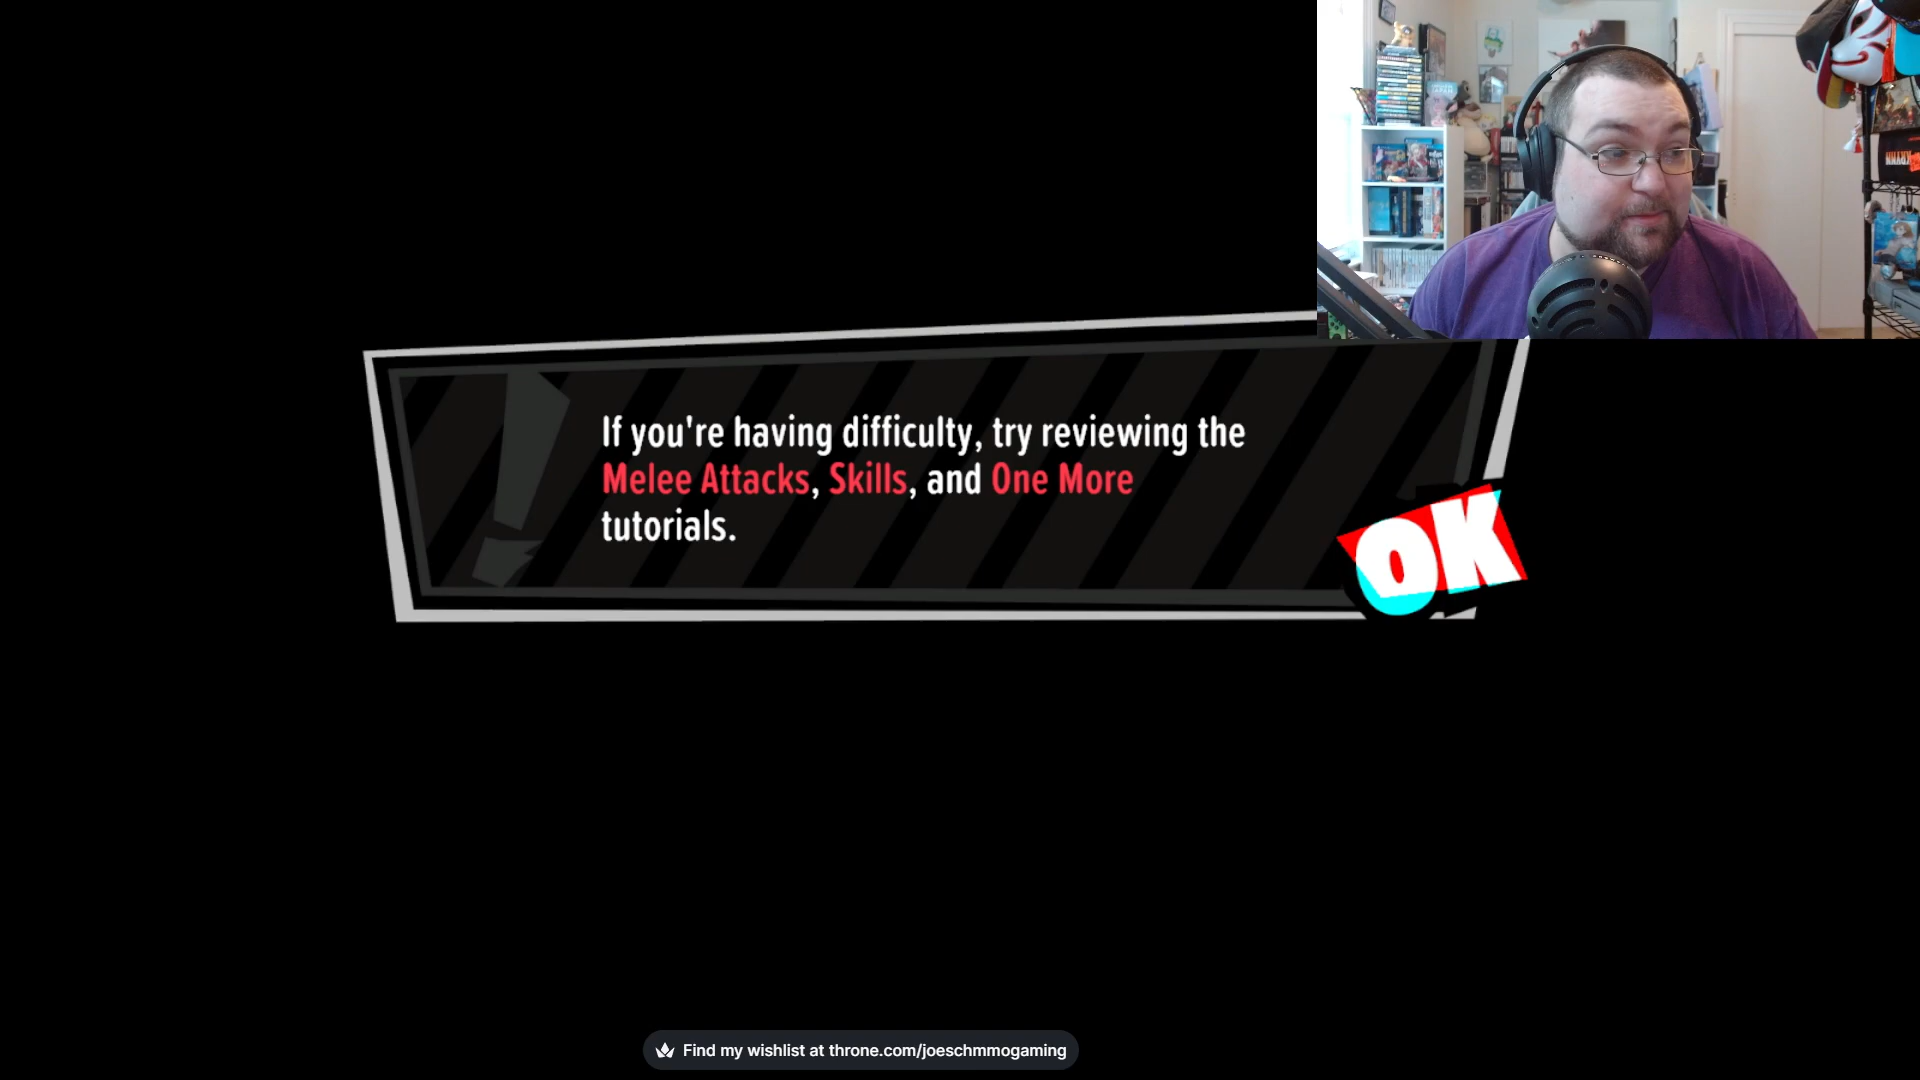 If you're having difficulty, try reviewing the
Melee Attacks, Skills, and One More
tutorials.
OK
Find my wishlist at throne.com/joeschmmogaming